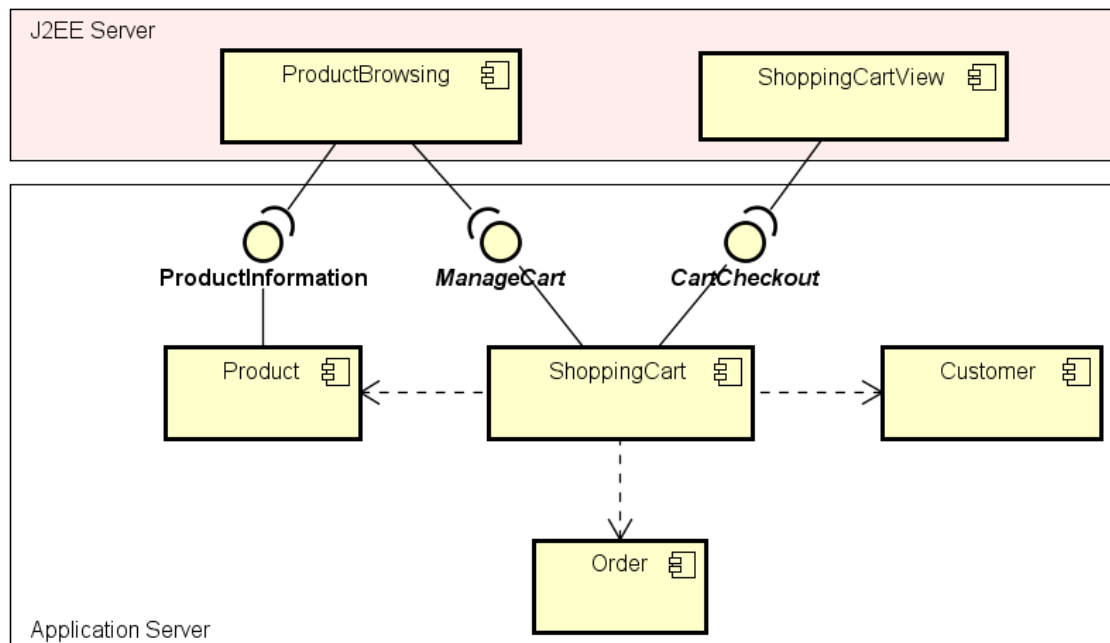 J2EE Server
ProductBrowsing
ShoppingCartView
ProductInformation
ManageCart
CartCheckout
Product
ShoppingCart
Customer
Order
Application Server